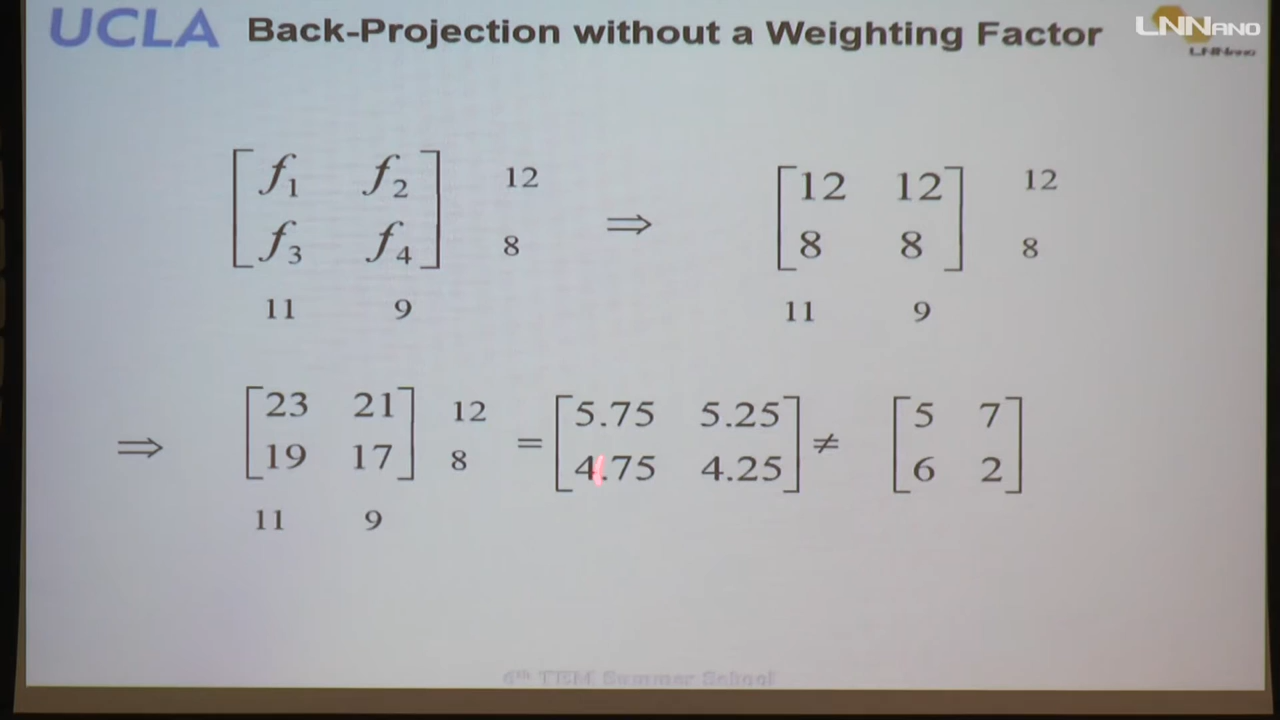 UCLA Back-Projection without a Weighting Factor LNNANO
LNNano
f1 f2 12 ⇒ 12 12 12
f3 f4 8 8 8 8
11 9 11 9
⇒ 23 21 12 = 5.75 5.25 ≠ 5 7
19 17 8 4.75 4.25 6 2
11 9
6th TEM Summer School